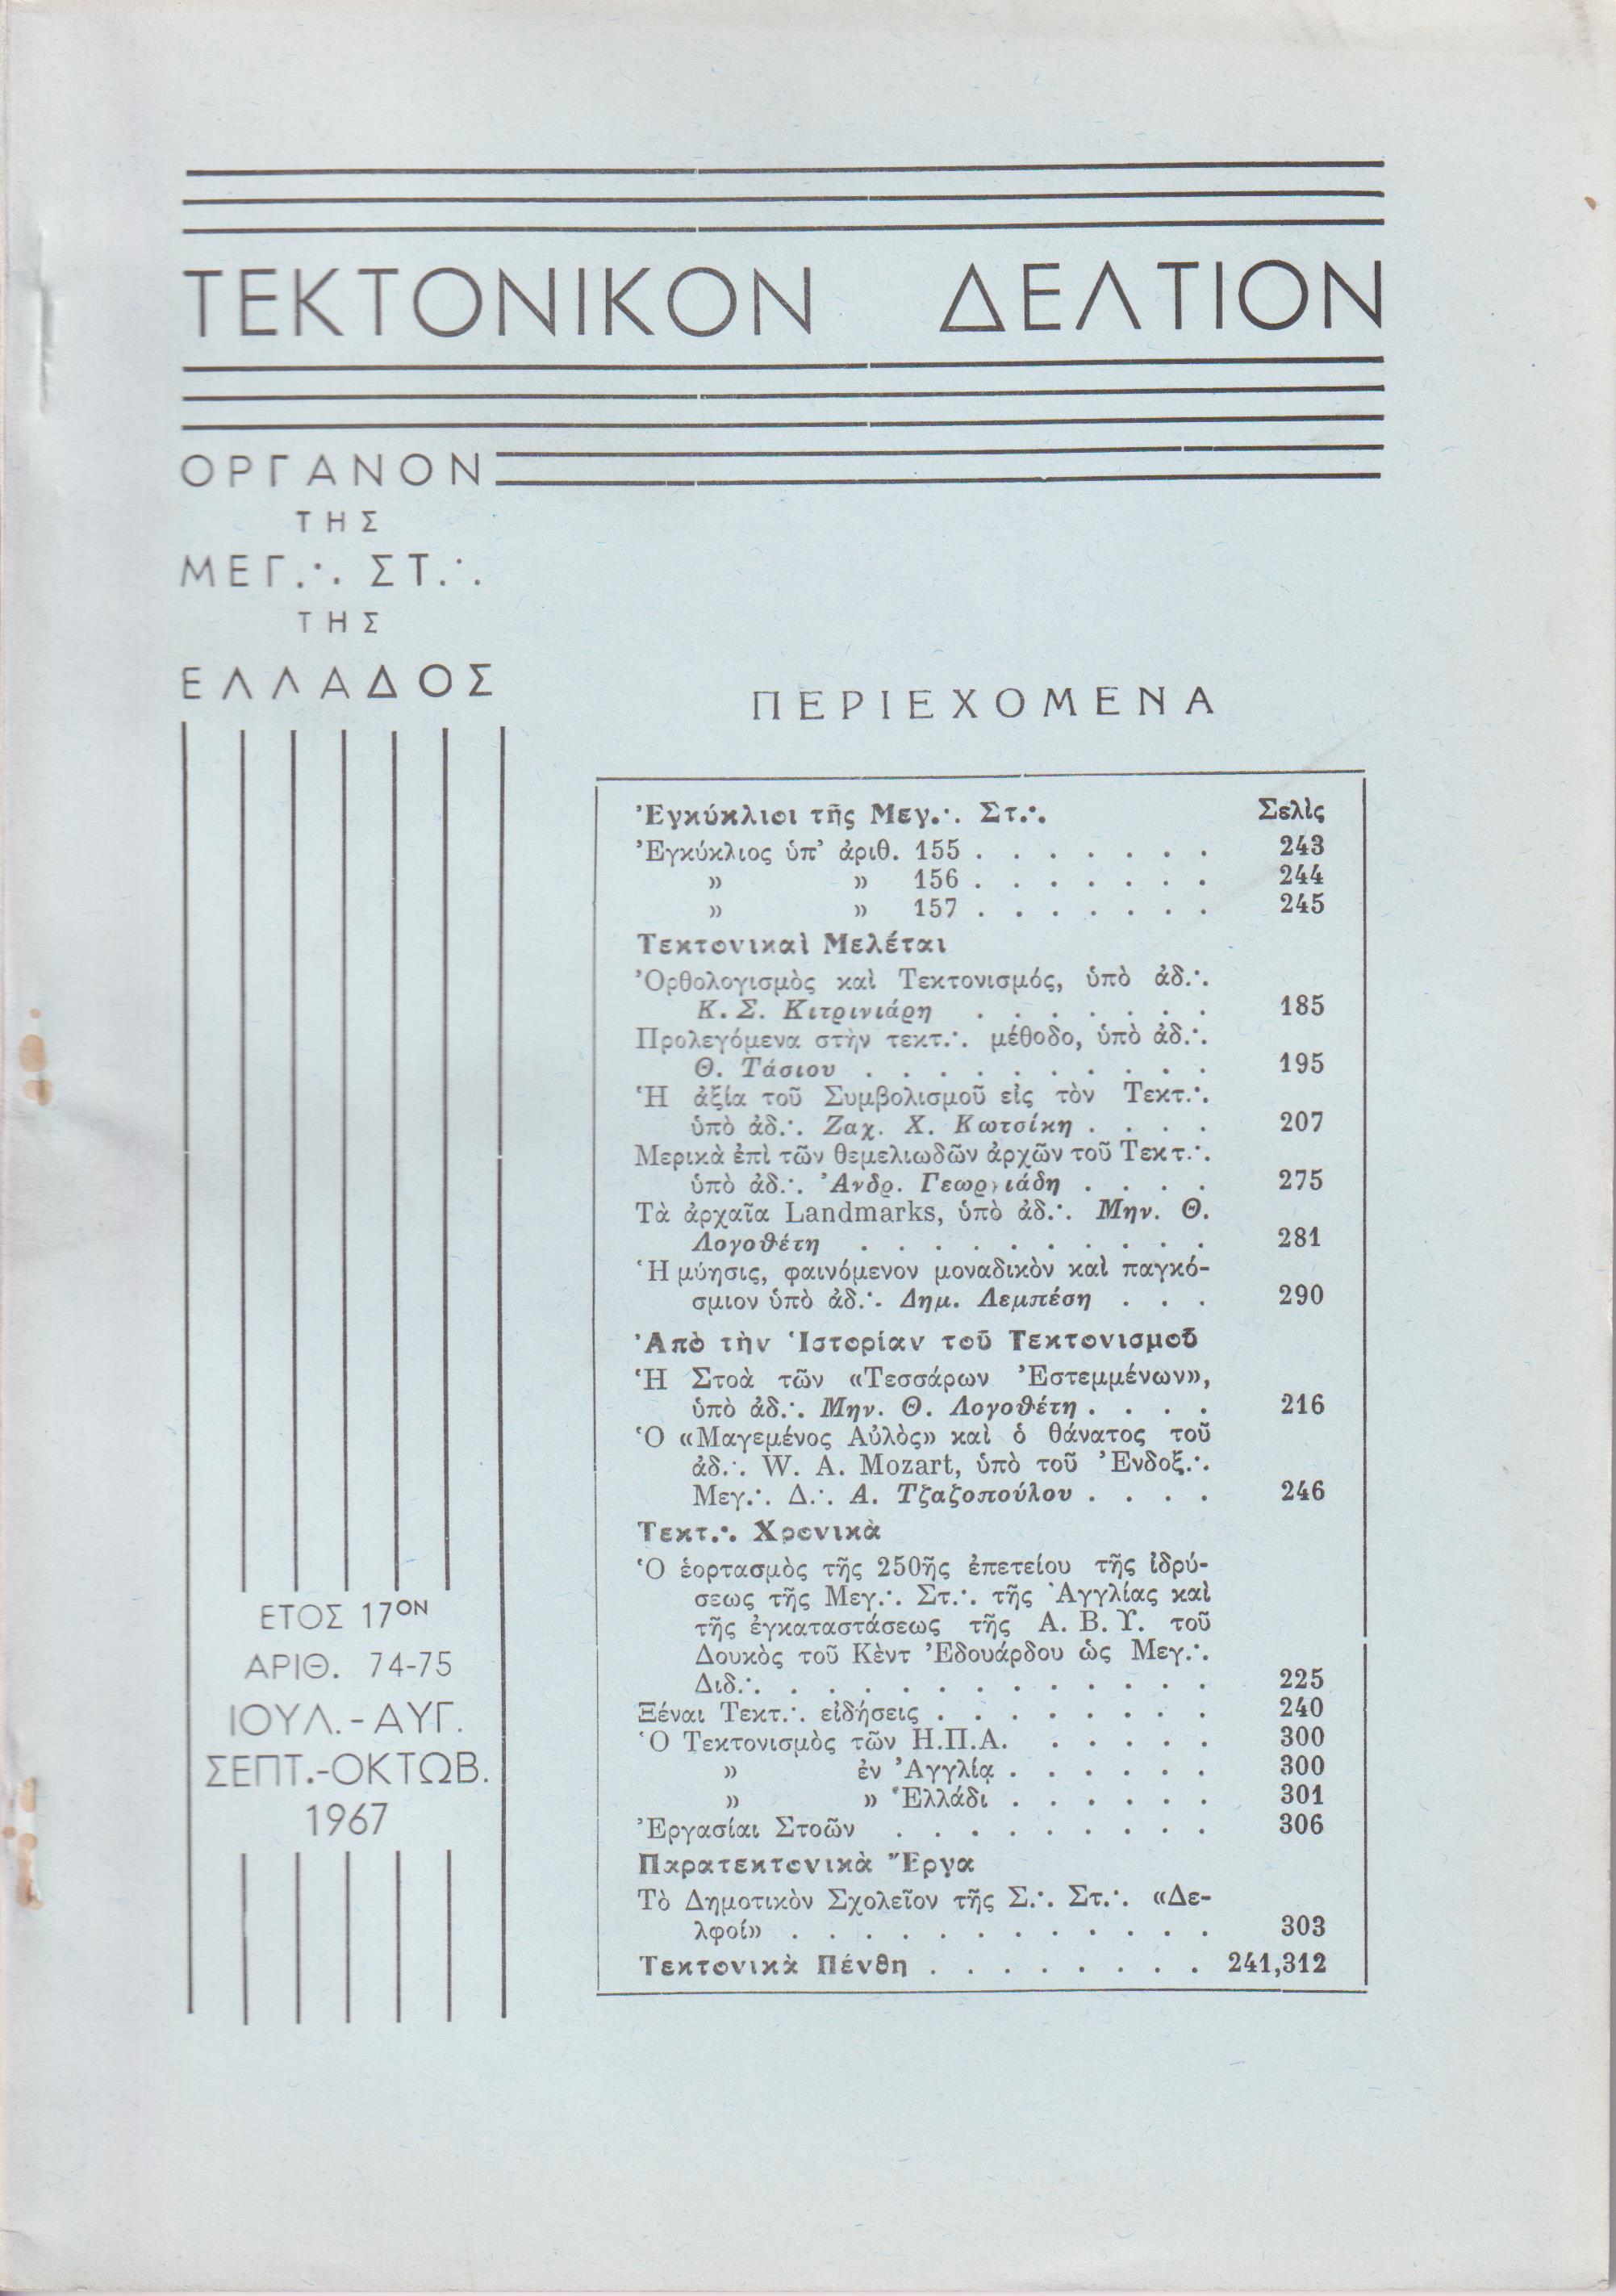 ΤΕΚΤΟΝΙΚΟΝ ΔΕΛΤΙΟΝ
ΟΡΓΑΝΟΝ
ΤΗΣ
ΜΕΓ.·. ΣΤ.·.
ΤΗΣ
ΕΛΛΑΔΟΣ
ΕΤΟΣ 17ΟΝ
ΑΡΙΘ. 74-75
ΙΟΥΛ.-ΑΥΓ.
ΣΕΠΤ.-ΟΚΤΩΒ.
1967
ΠΕΡΙΕΧΟΜΕΝΑ
Ἐγκύκλιοι τῆς Μεγ.·. Στ.·. Σελὶς
Ἐγκύκλιος ὑπ' ἀριθ. 155 . . . . . . . 243
» » 156 . . . . . . . 244
» » 157 . . . . . . . 245
Τεκτονικαὶ Μελέται
Ὀρθολογισμὸς καὶ Τεκτονισμός, ὑπὸ ἀδ.·.
Κ. Σ. Κιτρινιάρη . . . . . . . 185
Προλεγόμενα στὴν τεκτ.·. μέθοδο, ὑπὸ ἀδ.·.
Θ. Τάσιου . . . . . . . . . . 195
Ἡ ἀξία τοῦ Συμβολισμοῦ εἰς τὸν Τεκτ.·.
ὑπὸ ἀδ.·. Ζαχ. Χ. Κωτσίκη . . . . 207
Μερικὰ ἐπὶ τῶν θεμελιωδῶν ἀρχῶν τοῦ Τεκτ.·.
ὑπὸ ἀδ.·. Ἀνδρ. Γεωργιάδη . . . . 275
Τὰ ἀρχαῖα Landmarks, ὑπὸ ἀδ.·. Μην. Θ.
Λογοθέτη . . . . . . . . . . 281
Ἡ μύησις, φαινόμενον μοναδικὸν καὶ παγκό-
σμιον ὑπὸ ἀδ.·. Δημ. Λεμπέση . . . 290
Ἀπὸ τὴν Ἱστορίαν τοῦ Τεκτονισμοῦ
Ἡ Στοὰ τῶν «Τεσσάρων Ἐστεμμένων»,
ὑπὸ ἀδ.·. Μην. Θ. Λογοθέτη . . . . 216
Ὁ «Μαγεμένος Αὐλὸς» καὶ ὁ θάνατος τοῦ
ἀδ.·. W. A. Mozart, ὑπὸ τοῦ Ἐνδοξ.·.
Μεγ.·. Δ.·. Α. Τζαζοπούλου . . . . 246
Τεκτ.·. Χρονικὰ
Ὁ ἑορτασμὸς τῆς 250ῆς ἐπετείου τῆς ἱδρύ-
σεως τῆς Μεγ.·. Στ.·. τῆς Ἀγγλίας καὶ
τῆς ἐγκαταστάσεως τῆς Α. Β. Υ. τοῦ
Δουκὸς τοῦ Κὲντ Ἐδουάρδου ὡς Μεγ.·.
Διδ.·. . . . . . . . . . . . . 225
Ξέναι Τεκτ.·. εἰδήσεις . . . . . . . . 240
Ὁ Τεκτονισμὸς τῶν Η.Π.Α. . . . . . 300
» ἐν Ἀγγλίᾳ . . . . . . 300
» » Ἑλλάδι . . . . . . 301
Ἐργασίαι Στοῶν . . . . . . . . . 306
Παρατεκτονικὰ Ἔργα
Τὸ Δημοτικὸν Σχολεῖον τῆς Σ.·. Στ.·. «Δε-
λφοί» . . . . . . . . . . . . 303
Τεκτονικὰ Πένθη . . . . . . . . 241,312